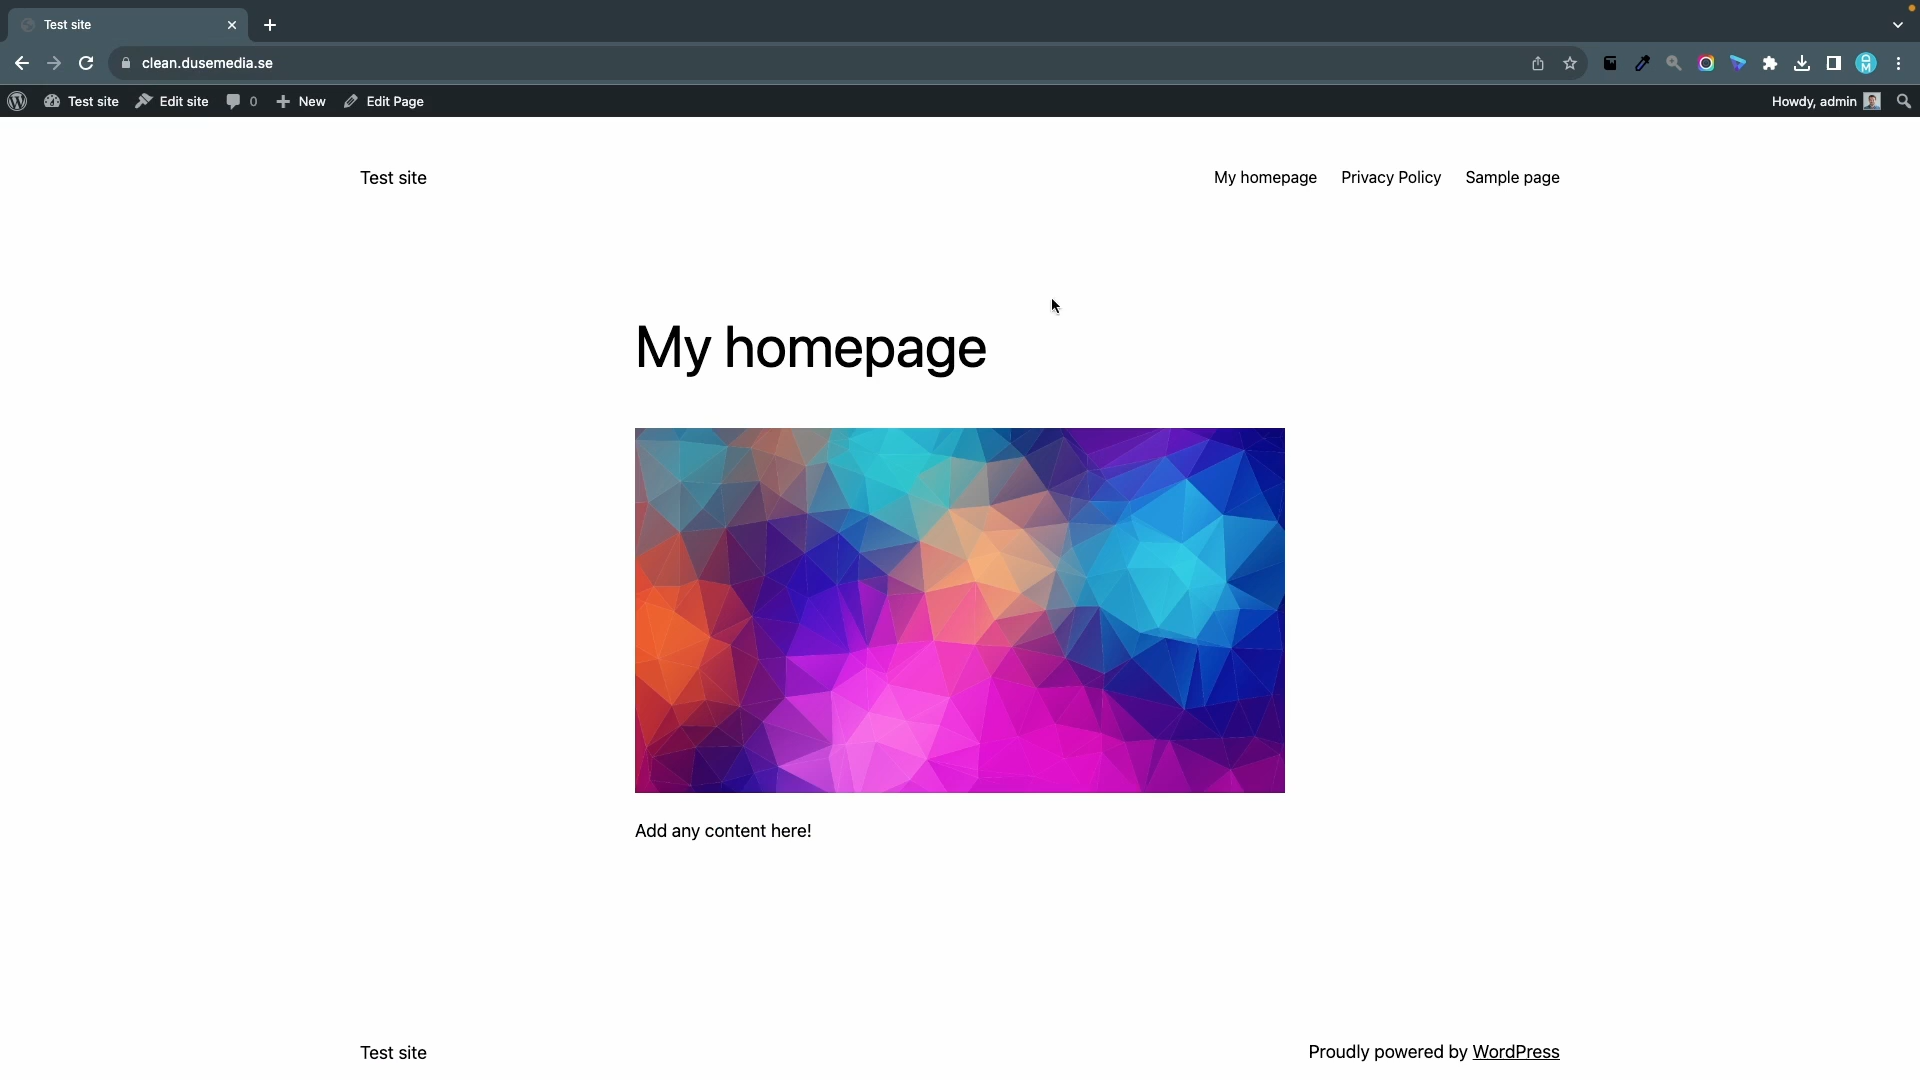 Test site
clean.dusemedia.se
Test site Edit site 0 New Edit Page Howdy, admin
Test site My homepage Privacy Policy Sample page
My homepage
Add any content here!
Test site Proudly powered by WordPress